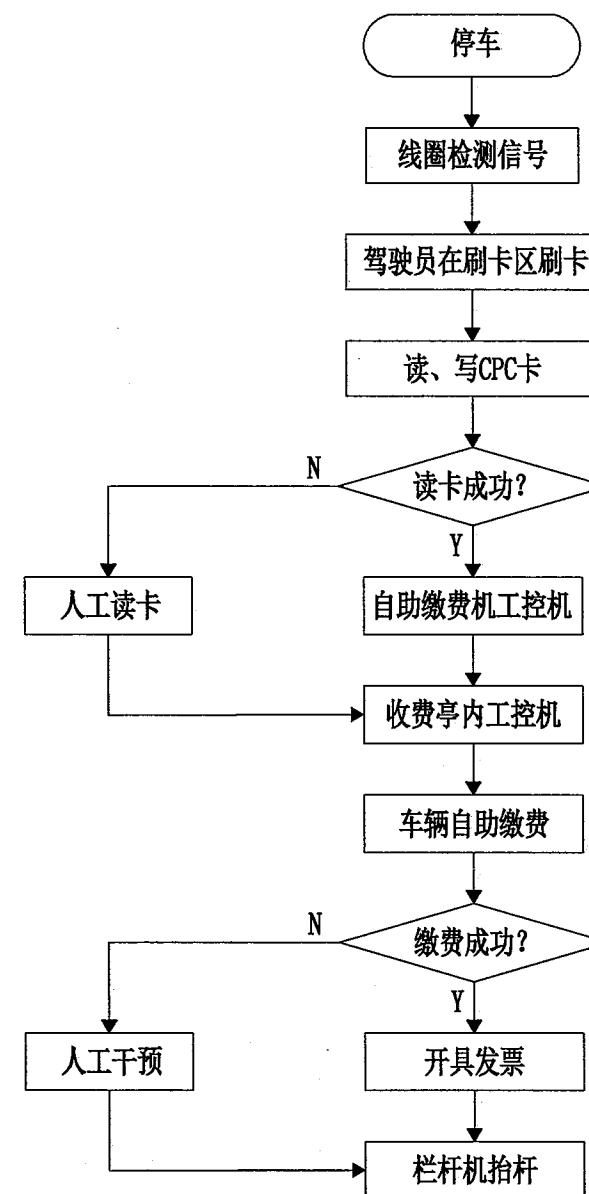 停车
线圈检测信号
驾驶员在刷卡区刷卡
读、写CPC卡
N
读卡成功?
Y
人工读卡
自助缴费机工控机
收费亭内工控机
车辆自助缴费
N
缴费成功?
Y
人工干预
开具发票
栏杆机抬杆